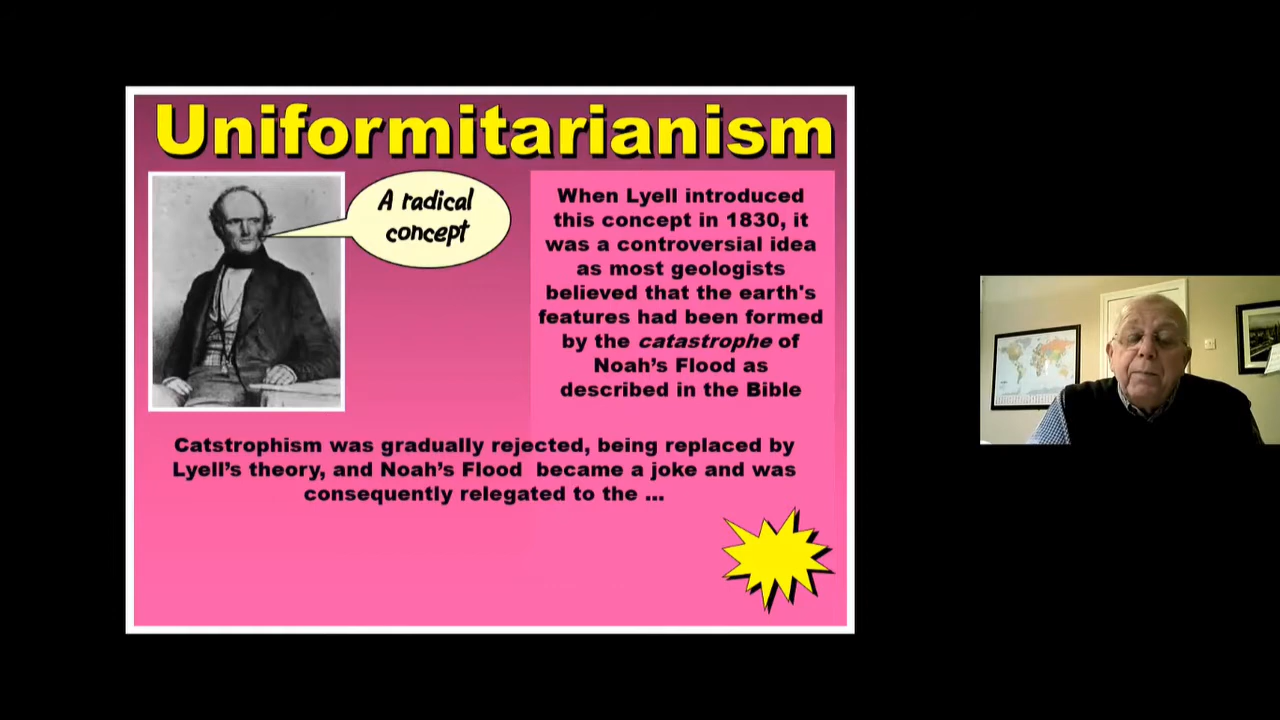 Uniformitarianism
A radical
concept
When Lyell introduced
this concept in 1830, it
was a controversial idea
as most geologists
believed that the earth's
features had been formed
by the catastrophe of
Noah’s Flood as
described in the Bible
Catstrophism was gradually rejected, being replaced by
Lyell’s theory, and Noah’s Flood became a joke and was
consequently relegated to the ...